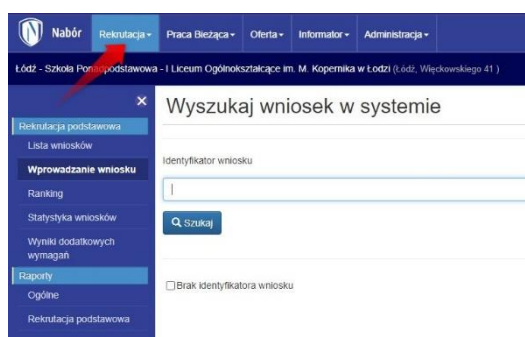 Nabór Rekrutacja Praca Bieżąca Oferta Informator Administracja
Łódź - Szkoła Ponadpodstawowa - I Liceum Ogólnokształcące im. M. Kopernika w Łodzi (Łódź, Więckowskiego 41 )
Wyszukaj wniosek w systemie
Rekrutacja podstawowa
Lista wniosków
Wprowadzanie wniosku
Ranking
Statystyka wniosków
Wyniki dodatkowych
wymagań
Raporty
Ogólne
Rekrutacja podstawowa
Identyfikator wniosku
Szukaj
Brak identyfikatora wniosku